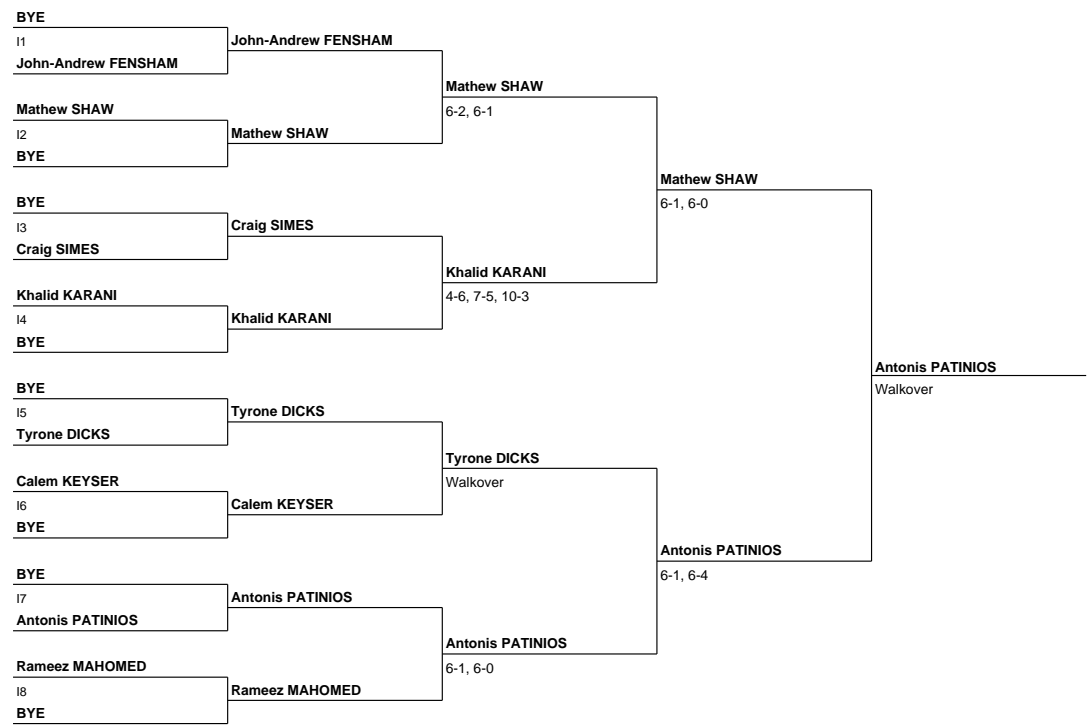 BYE
I1
John-Andrew FENSHAM
John-Andrew FENSHAM
Mathew SHAW
I2
BYE
Mathew SHAW
Mathew SHAW
6-2, 6-1
BYE
I3
Craig SIMES
Craig SIMES
Khalid KARANI
I4
BYE
Khalid KARANI
Khalid KARANI
4-6, 7-5, 10-3
Mathew SHAW
6-1, 6-0
BYE
I5
Tyrone DICKS
Tyrone DICKS
Calem KEYSER
I6
BYE
Calem KEYSER
Tyrone DICKS
Walkover
BYE
I7
Antonis PATINIOS
Antonis PATINIOS
Rameez MAHOMED
I8
BYE
Rameez MAHOMED
Antonis PATINIOS
6-1, 6-0
Antonis PATINIOS
6-1, 6-4
Antonis PATINIOS
Walkover